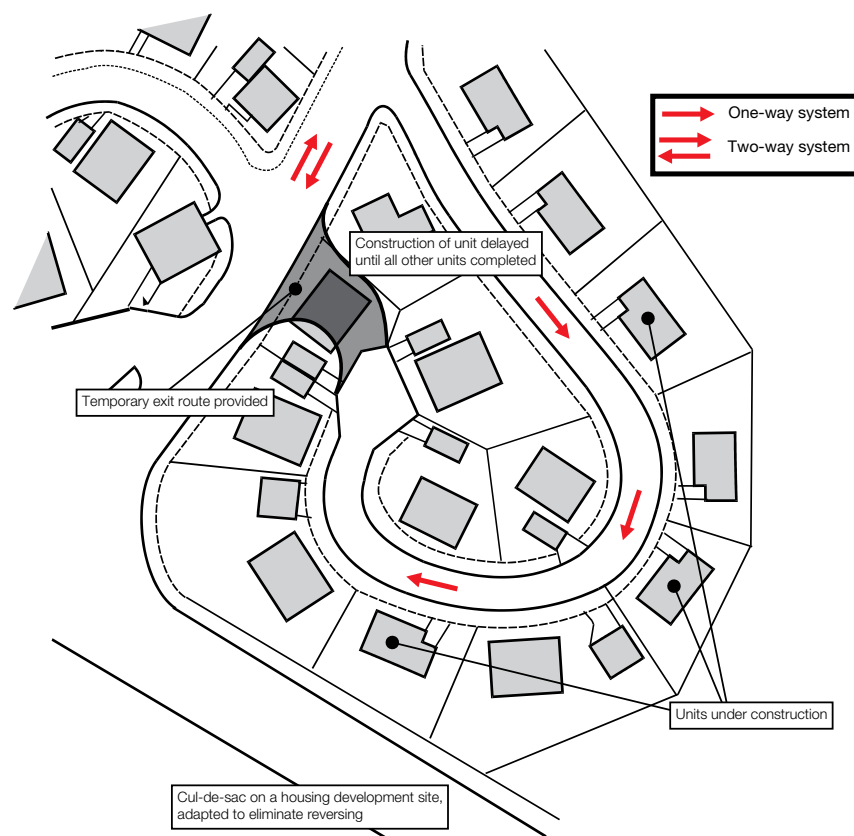 One-way system
Two-way system
Construction of unit delayed
until all other units completed
Temporary exit route provided
Units under construction
Cul-de-sac on a housing development site,
adapted to eliminate reversing